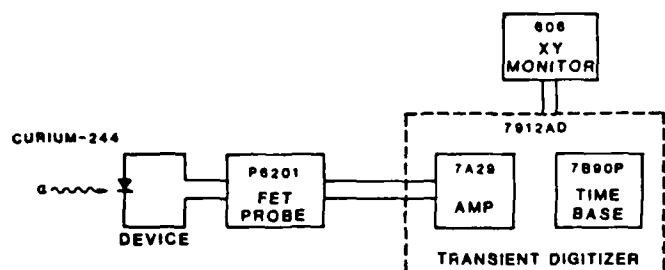 606
XY
MONITOR
7912AD
CURIUM-244
α
DEVICE
P6201
FET
PROBE
7A29
AMP
7B90P
TIME
BASE
TRANSIENT DIGITIZER